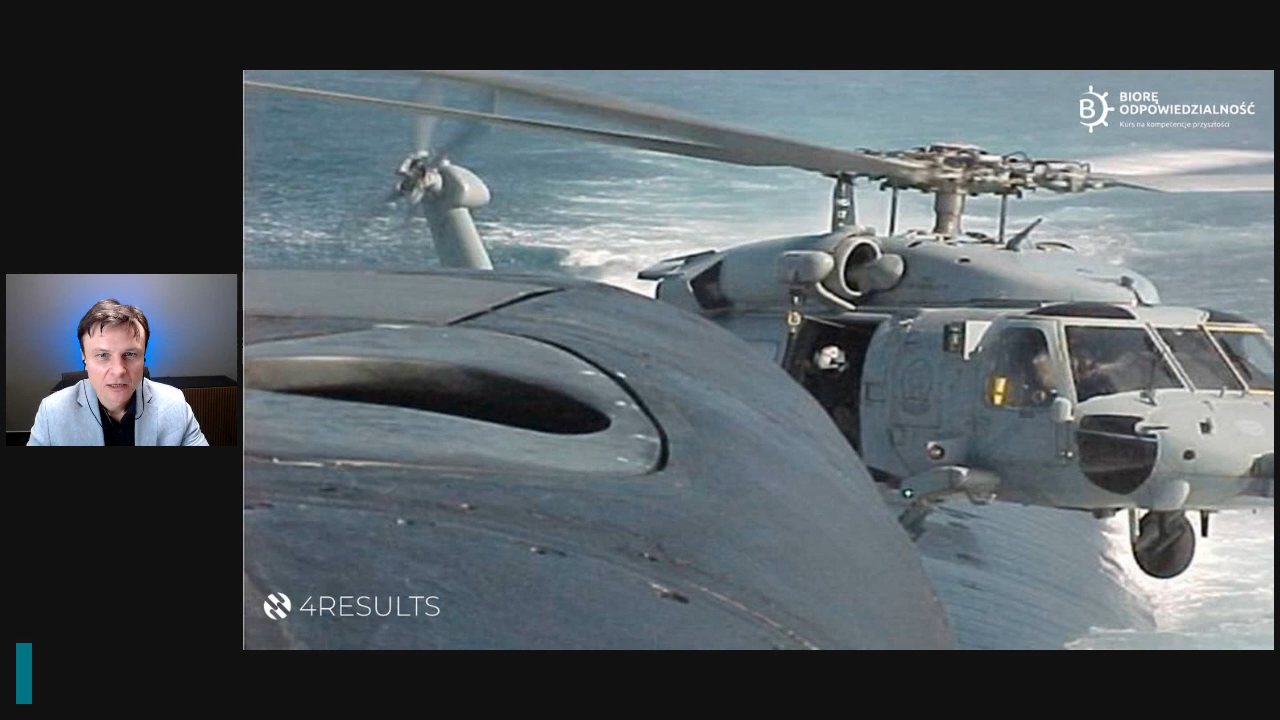 BIORĘ
ODPOWIEDZIALNOŚĆ
Kurs na kompetencje przyszłości
4RESULTS